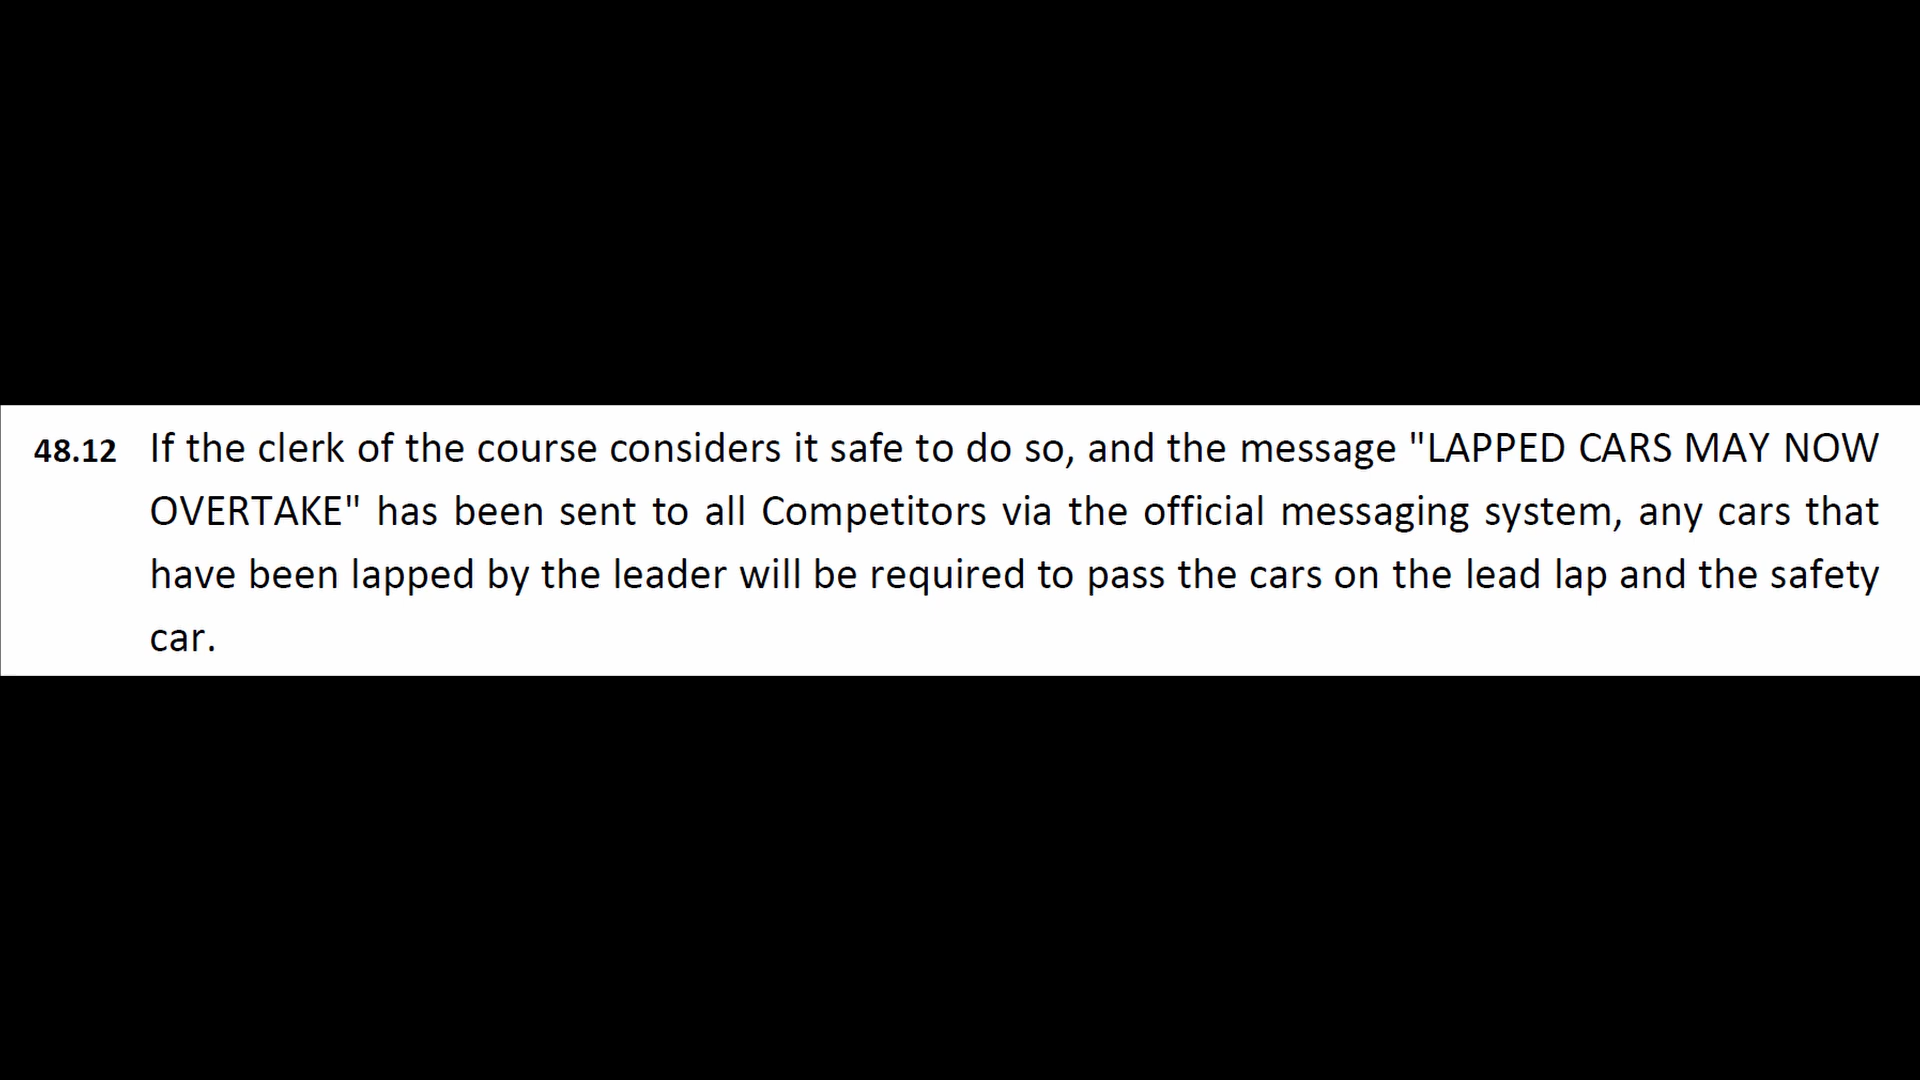 48.12 If the clerk of the course considers it safe to do so, and the message "LAPPED CARS MAY NOW
OVERTAKE" has been sent to all Competitors via the official messaging system, any cars that
have been lapped by the leader will be required to pass the cars on the lead lap and the safety
car.